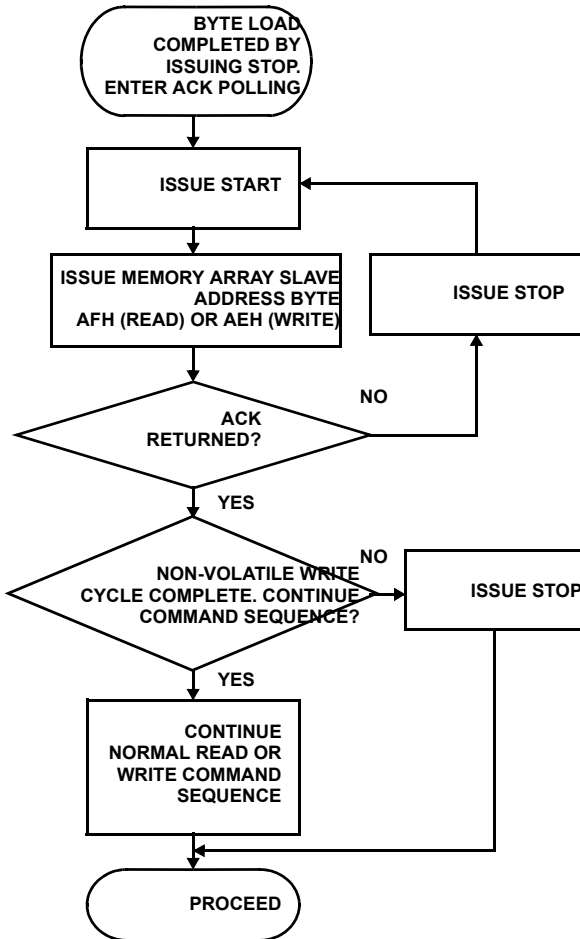 BYTE LOAD
COMPLETED BY
ISSUING STOP.
ENTER ACK POLLING
ISSUE START
ISSUE MEMORY ARRAY SLAVE
ADDRESS BYTE
AFH (READ) OR AEH (WRITE)
ISSUE STOP
ACK
RETURNED?
NO
YES
NON-VOLATILE WRITE
CYCLE COMPLETE. CONTINUE
COMMAND SEQUENCE?
NO
ISSUE STOP
YES
CONTINUE
NORMAL READ OR
WRITE COMMAND
SEQUENCE
PROCEED